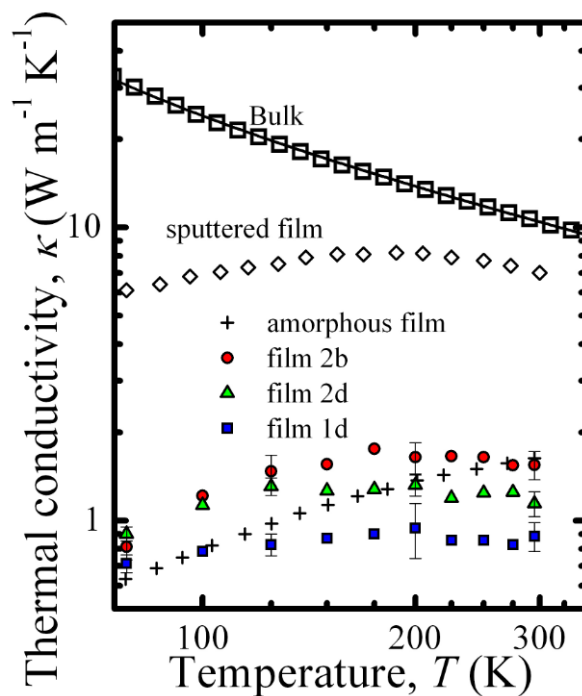 Thermal conductivity, κ (W m⁻¹ K⁻¹)
Bulk
10
sputtered film
amorphous film
film 2b
film 2d
film 1d
1
100 200 300
Temperature, T (K)